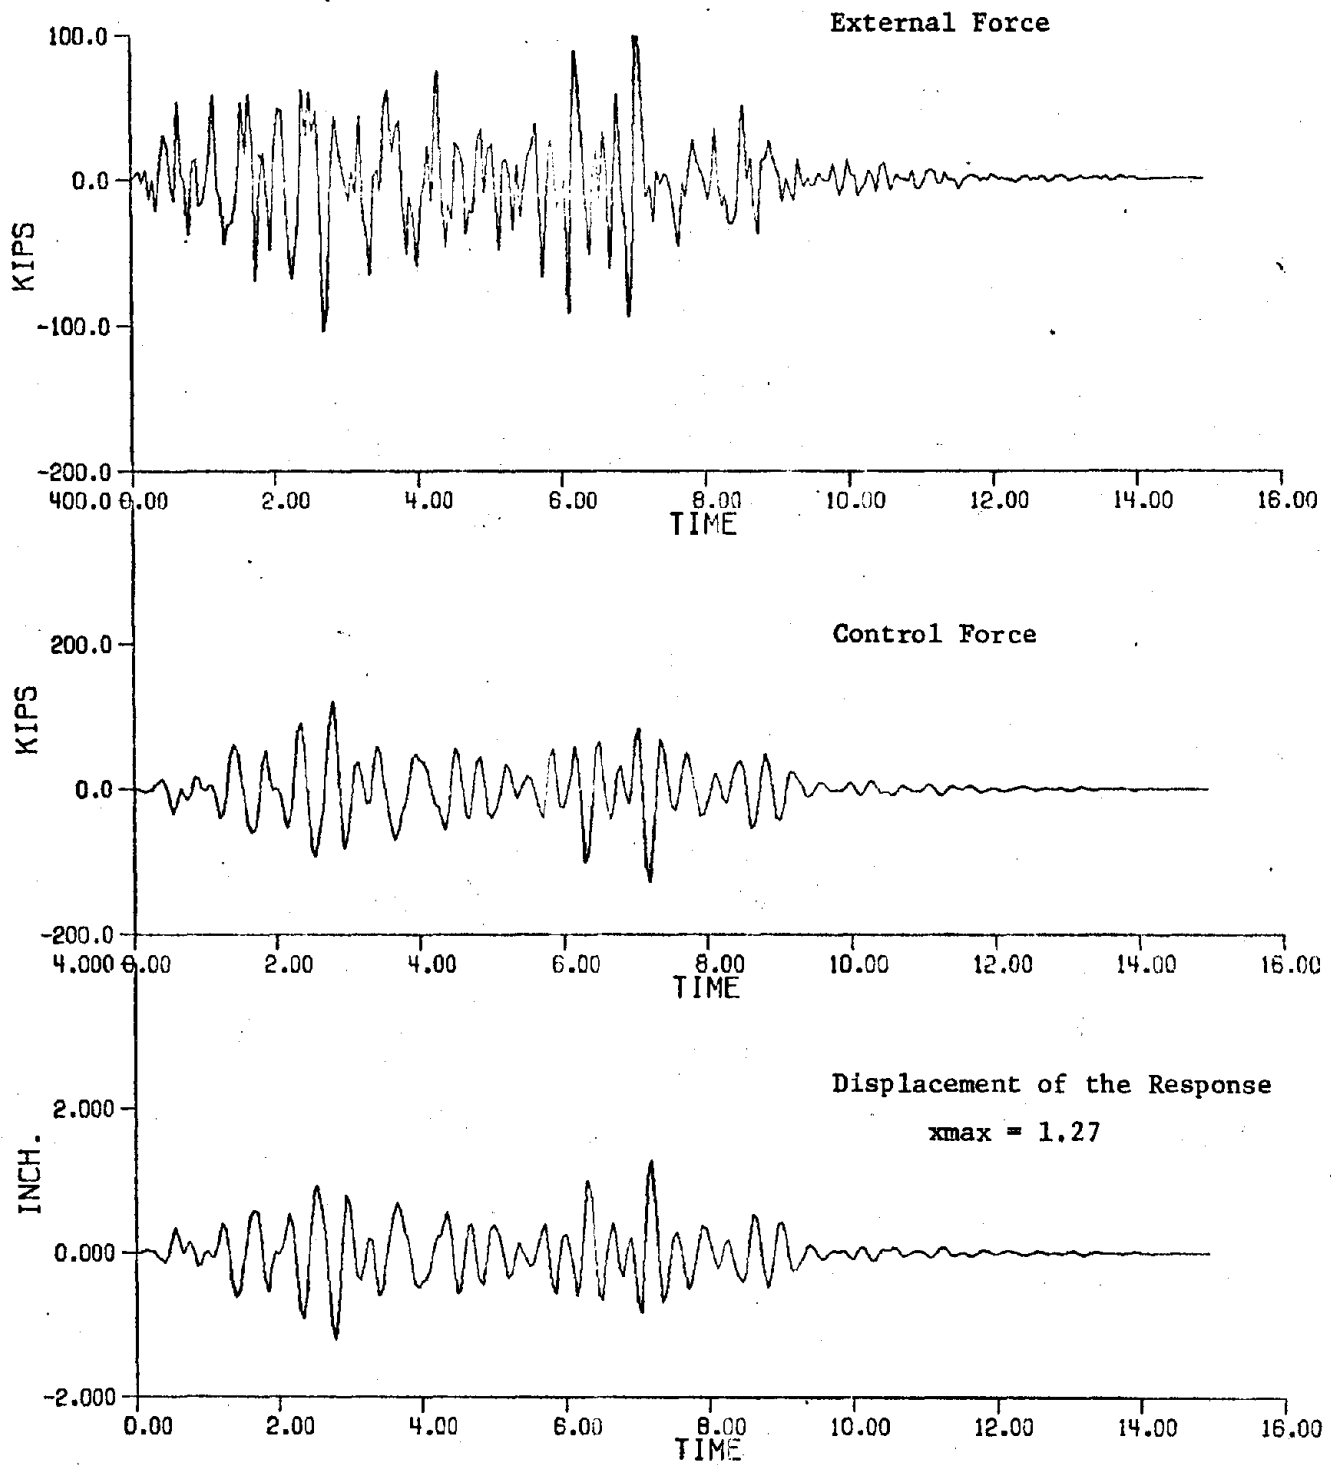 External Force
100.0
0.0
-100.0
-200.0
KIPS
0.00 2.00 4.00 6.00 8.00 10.00 12.00 14.00 16.00
TIME
400.0
200.0
0.0
-200.0
KIPS
Control Force
0.00 2.00 4.00 6.00 8.00 10.00 12.00 14.00 16.00
TIME
4.000
2.000
0.000
-2.000
INCH.
Displacement of the Response
xmax = 1.27
0.00 2.00 4.00 6.00 8.00 10.00 12.00 14.00 16.00
TIME